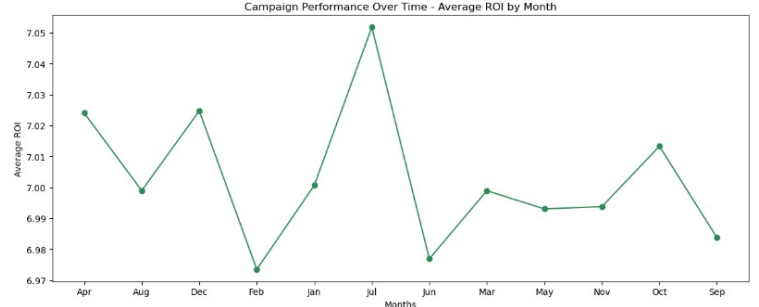 Campaign Performance Over Time - Average ROI by Month
7.05
7.04
7.03
7.02
7.01
7.00
6.99
6.98
6.97
Average ROI
Apr Aug Dec Feb Jan Jul Jun Mar May Nov Oct Sep
Months